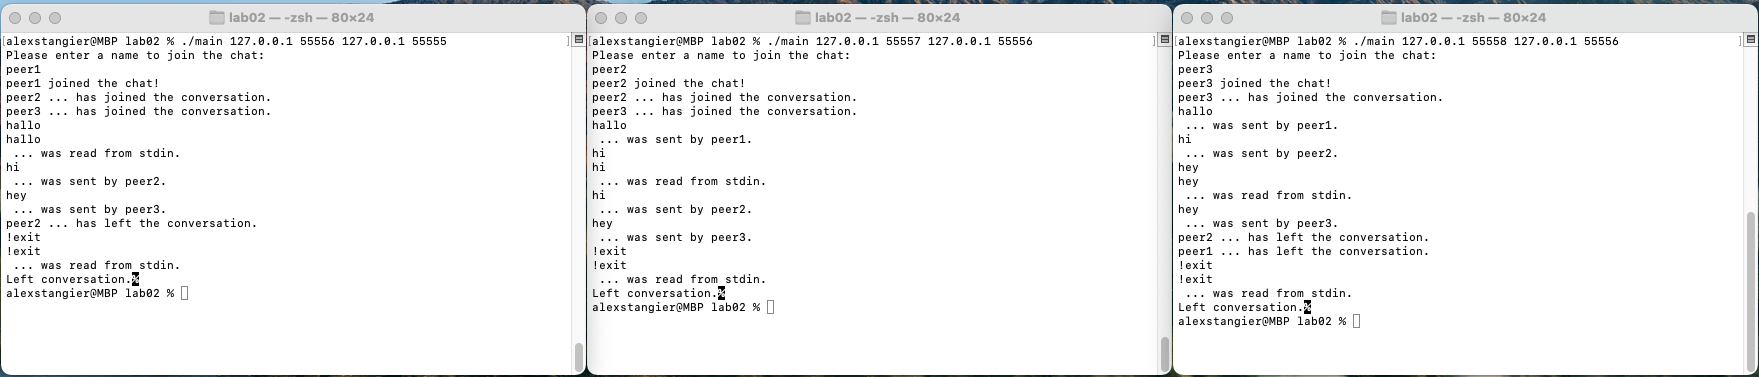 lab02 — -zsh — 80×24
[alexstangier@MBP lab02 % ./main 127.0.0.1 55556 127.0.0.1 55555 ]
Please enter a name to join the chat:
peer1
peer1 joined the chat!
peer2 ... has joined the conversation.
peer3 ... has joined the conversation.
hallo
hallo
 ... was read from stdin.
hi
 ... was sent by peer2.
hey
 ... was sent by peer3.
peer2 ... has left the conversation.
!exit
!exit
 ... was read from stdin.
Left conversation.%
alexstangier@MBP lab02 %
lab02 — -zsh — 80×24
[alexstangier@MBP lab02 % ./main 127.0.0.1 55557 127.0.0.1 55556 ]
Please enter a name to join the chat:
peer2
peer2 joined the chat!
peer2 ... has joined the conversation.
peer3 ... has joined the conversation.
hallo
 ... was sent by peer1.
hi
hi
 ... was read from stdin.
hi
 ... was sent by peer2.
hey
 ... was sent by peer3.
!exit
!exit
 ... was read from stdin.
Left conversation.%
alexstangier@MBP lab02 %
lab02 — -zsh — 80×24
[alexstangier@MBP lab02 % ./main 127.0.0.1 55558 127.0.0.1 55556 ]
Please enter a name to join the chat:
peer3
peer3 joined the chat!
peer3 ... has joined the conversation.
hallo
 ... was sent by peer1.
hi
 ... was sent by peer2.
hey
hey
 ... was read from stdin.
hey
 ... was sent by peer3.
peer2 ... has left the conversation.
peer1 ... has left the conversation.
!exit
!exit
 ... was read from stdin.
Left conversation.%
alexstangier@MBP lab02 %